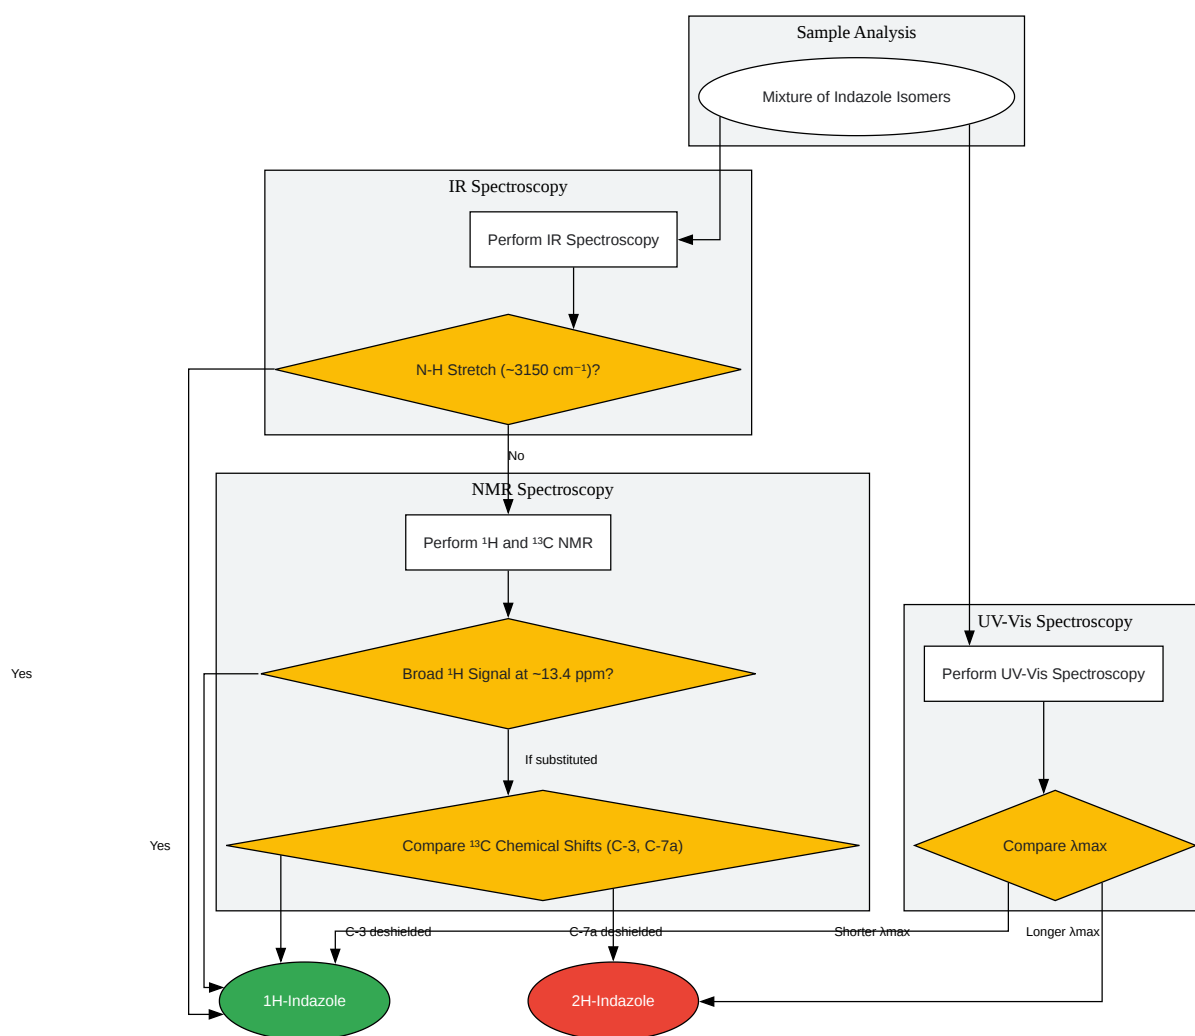 Sample Analysis
Mixture of Indazole Isomers
IR Spectroscopy
Perform IR Spectroscopy
N-H Stretch (~3150 cm⁻¹)?
No
NMR Spectroscopy
Perform ¹H and ¹³C NMR
UV-Vis Spectroscopy
Perform UV-Vis Spectroscopy
Yes
Broad ¹H Signal at ~13.4 ppm?
If substituted
Yes
Compare ¹³C Chemical Shifts (C-3, C-7a)
Compare λmax
C-3 deshielded
C-7a deshielded
Shorter λmax
Longer λmax
1H-Indazole
2H-Indazole